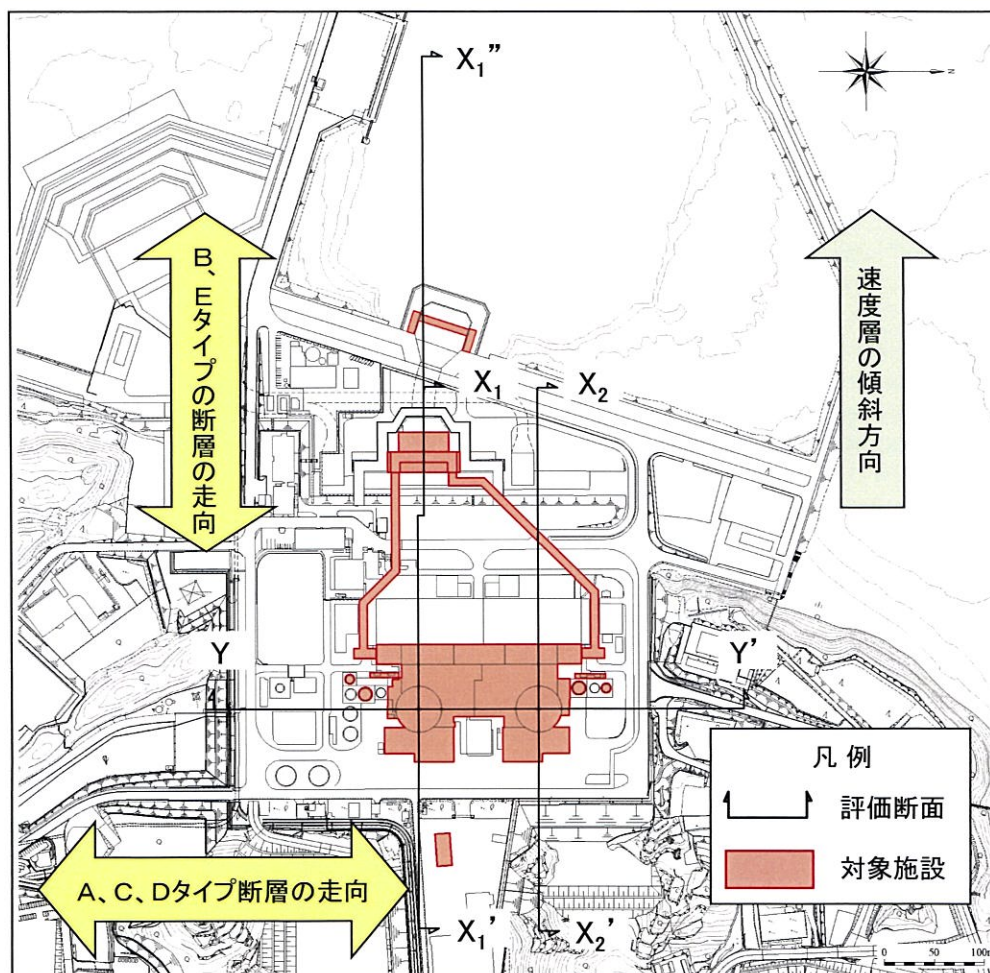 X₁”
N
B、Eタイプの断層の走向
速度層の傾斜方向
X₁
X₂
Y
Y’
凡 例
評価断面
対象施設
A、C、Dタイプ断層の走向
X₁’
X₂’
0 50 100m